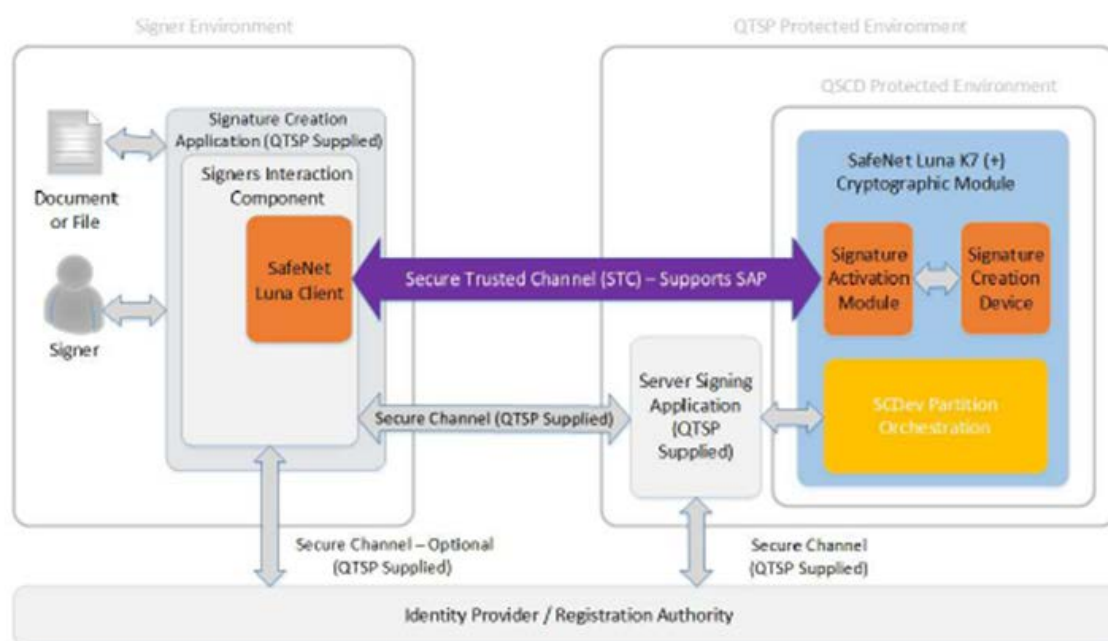 Signer Environment
QTSP Protected Environment
QSCD Protected Environment
Document
or File
Signer
Signature Creation
Application (QTSP Supplied)
Signers Interaction
Component
SafeNet
Luna Client
Secure Trusted Channel (STC) – Supports SAP
SafeNet Luna K7 (+)
Cryptographic Module
Signature
Activation
Module
Signature
Creation
Device
Secure Channel (QTSP Supplied)
Server Signing
Application
(QTSP
Supplied)
SCDev Partition
Orchestration
Secure Channel – Optional
(QTSP Supplied)
Secure Channel
(QTSP Supplied)
Identity Provider / Registration Authority